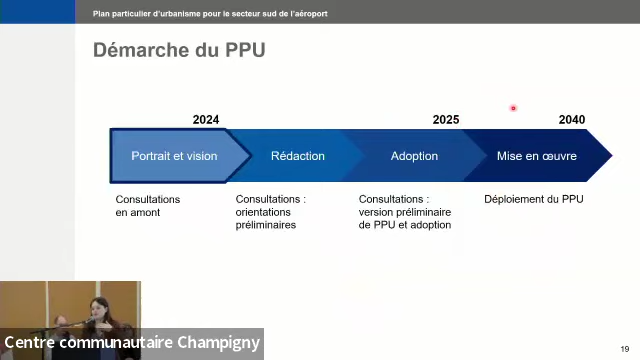 Plan particulier d'urbanisme pour le secteur sud de l'aéroport
Démarche du PPU
2024
2025
2040
Portrait et vision
Rédaction
Adoption
Mise en œuvre
Consultations
en amont
Consultations :
orientations
préliminaires
Consultations :
version préliminaire
de PPU et adoption
Déploiement du PPU
Centre communautaire Champigny
19